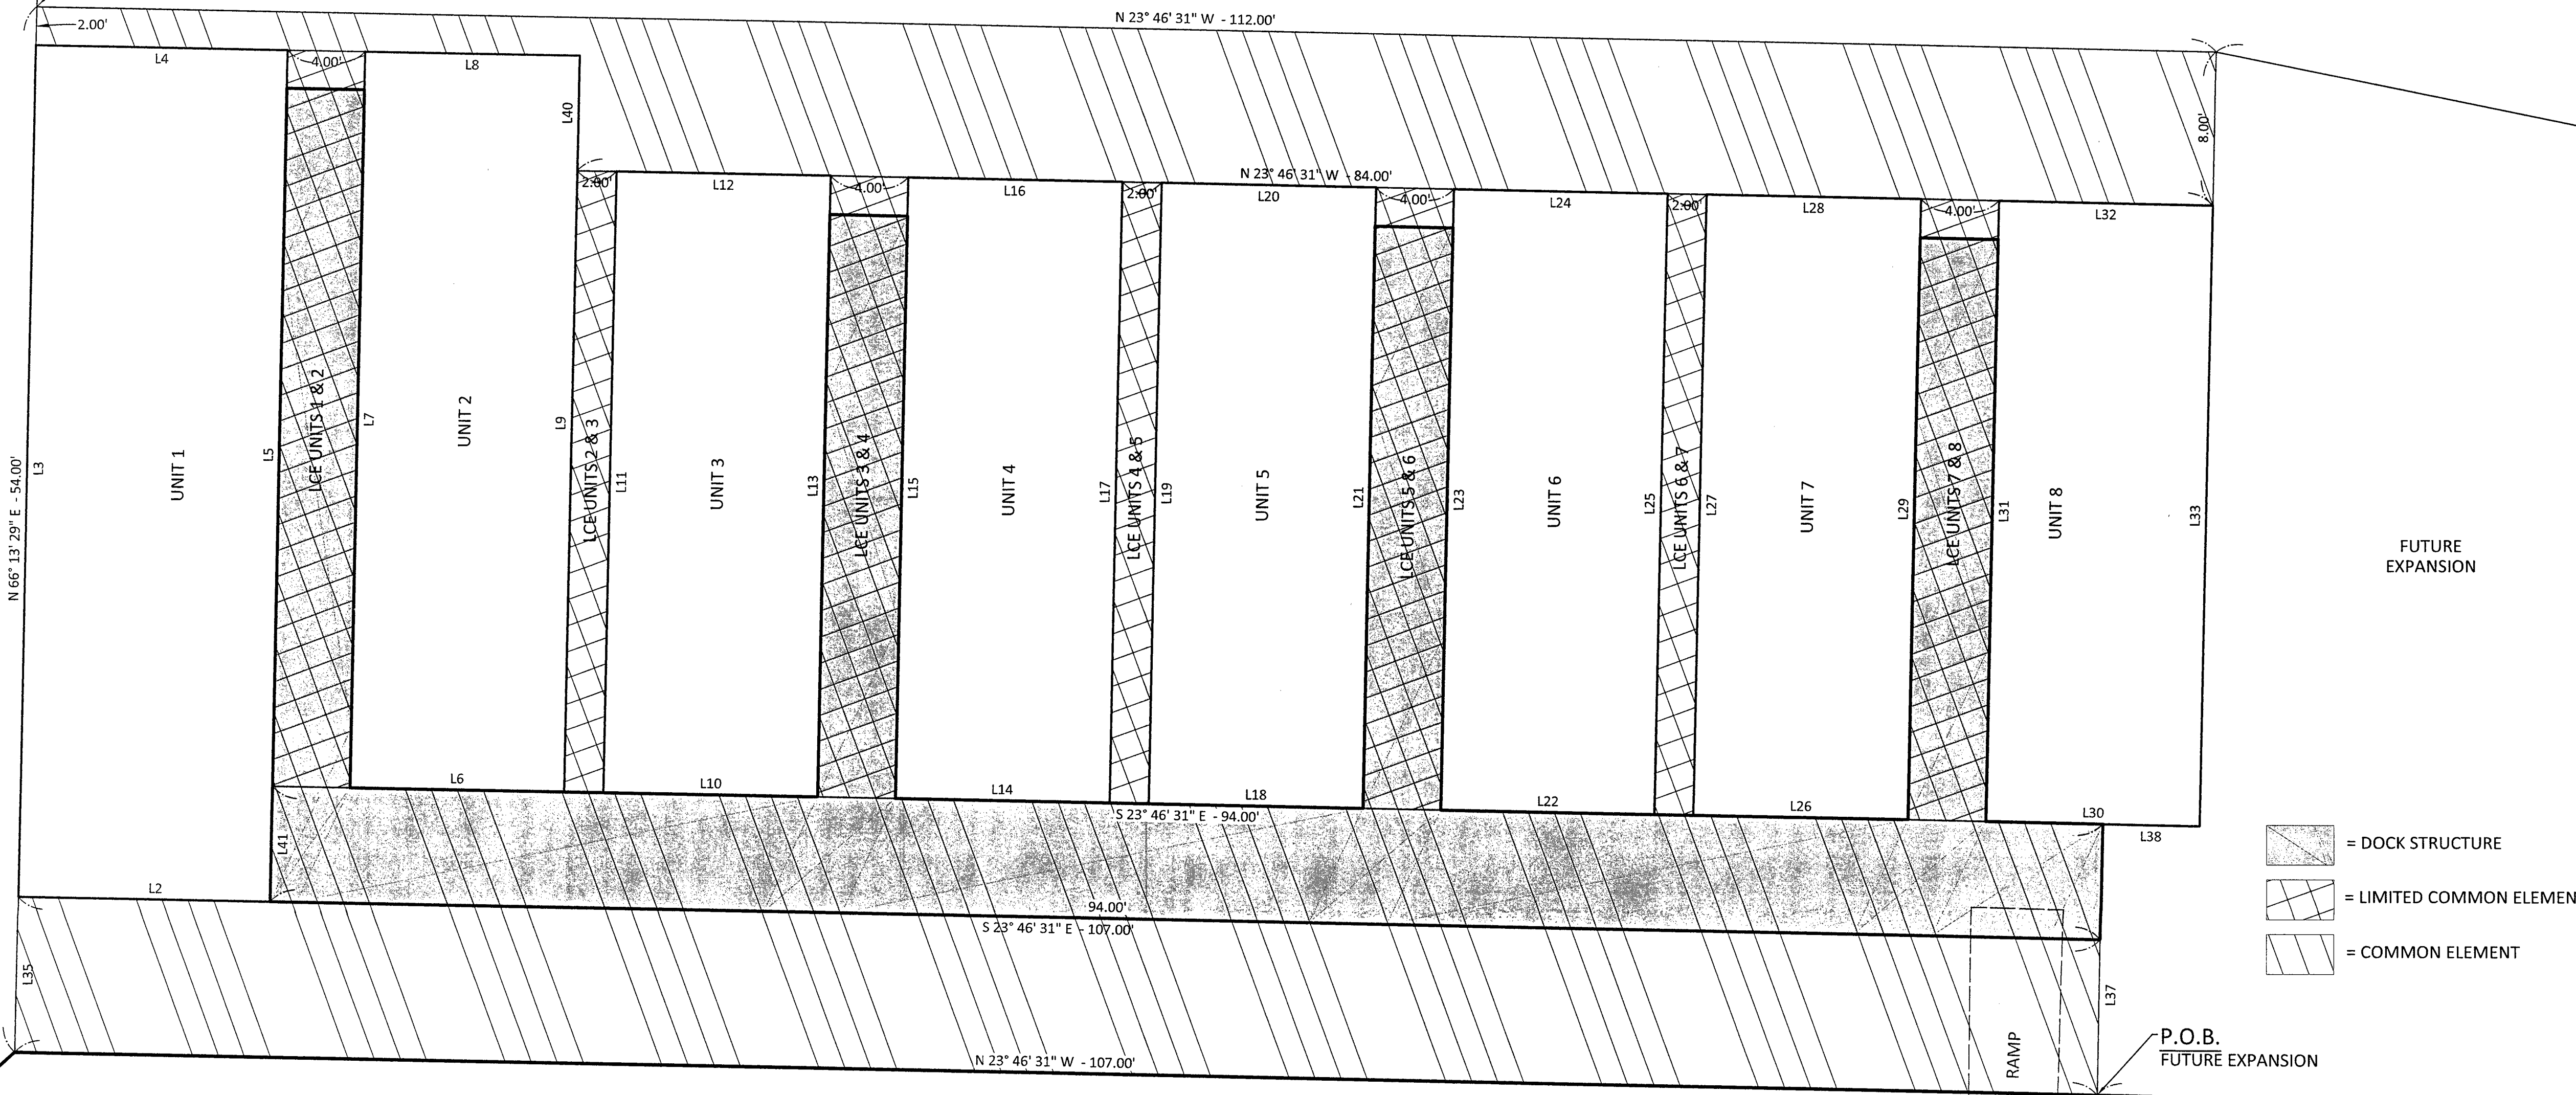 N 23° 46' 31" W - 112.00'
2.00'
L4
4.00'
L8
L40
8.00'
N 23° 46' 31" W - 84.00'
2.00'
L12
4.00'
L16
2.00'
L20
4.00'
L24
2.00'
L28
4.00'
L32
N 66° 13' 29" E - 54.00'
L3
UNIT 1
L5
LCE UNITS 1 & 2
L7
UNIT 2
L9
LCE UNITS 2 & 3
L11
UNIT 3
L13
LCE UNITS 3 & 4
L15
UNIT 4
L17
LCE UNITS 4 & 5
L19
UNIT 5
L21
LCE UNITS 5 & 6
L23
UNIT 6
L25
LCE UNITS 6 & 7
L27
UNIT 7
L29
LCE UNITS 7 & 8
L31
UNIT 8
L33
FUTURE
EXPANSION
L6
L10
L14
L18
L22
L26
L30
L38
S 23° 46' 31" E - 94.00'
L41
L2
94.00'
S 23° 46' 31" E - 107.00'
= DOCK STRUCTURE
= LIMITED COMMON ELEMEN
= COMMON ELEMENT
L35
L37
N 23° 46' 31" W - 107.00'
RAMP
P.O.B.
FUTURE EXPANSION